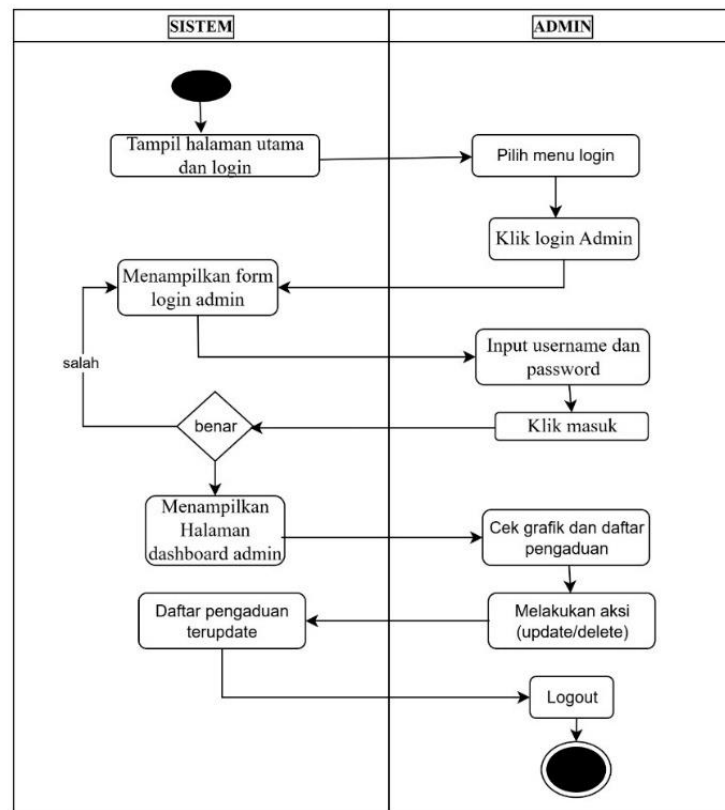 SISTEM
ADMIN
Tampil halaman utama
dan login
Pilih menu login
Klik login Admin
Menampilkan form
login admin
salah
Input username dan
password
benar
Klik masuk
Menampilkan
Halaman
dashboard admin
Cek grafik dan daftar
pengaduan
Daftar pengaduan
terupdate
Melakukan aksi
(update/delete)
Logout